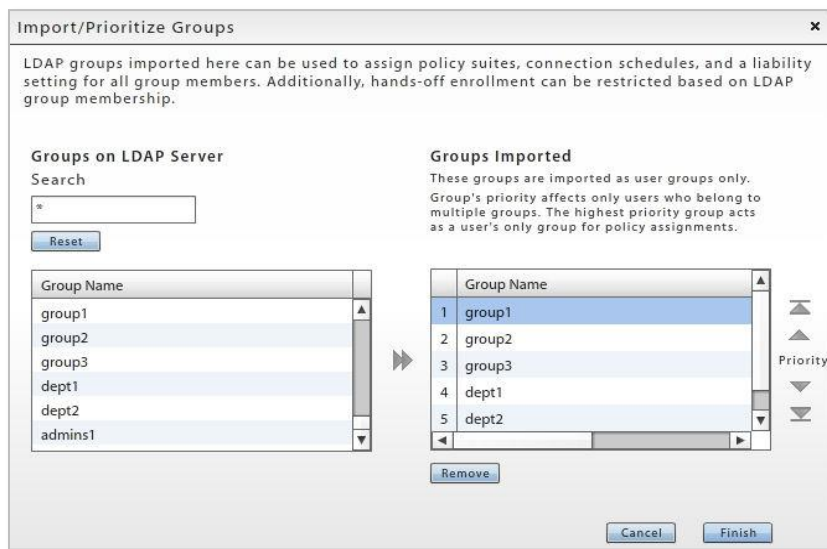 Import/Prioritize Groups
×
LDAP groups imported here can be used to assign policy suites, connection schedules, and a liability
setting for all group members. Additionally, hands-off enrollment can be restricted based on LDAP
group membership.
Groups on LDAP Server
Search
*
Reset
Group Name
group1
group2
group3
dept1
dept2
admins1
Groups Imported
These groups are imported as user groups only.
Group's priority affects only users who belong to
multiple groups. The highest priority group acts
as a user's only group for policy assignments.
Group Name
1 group1
2 group2
3 group3
4 dept1
5 dept2
Priority
Remove
Cancel
Finish